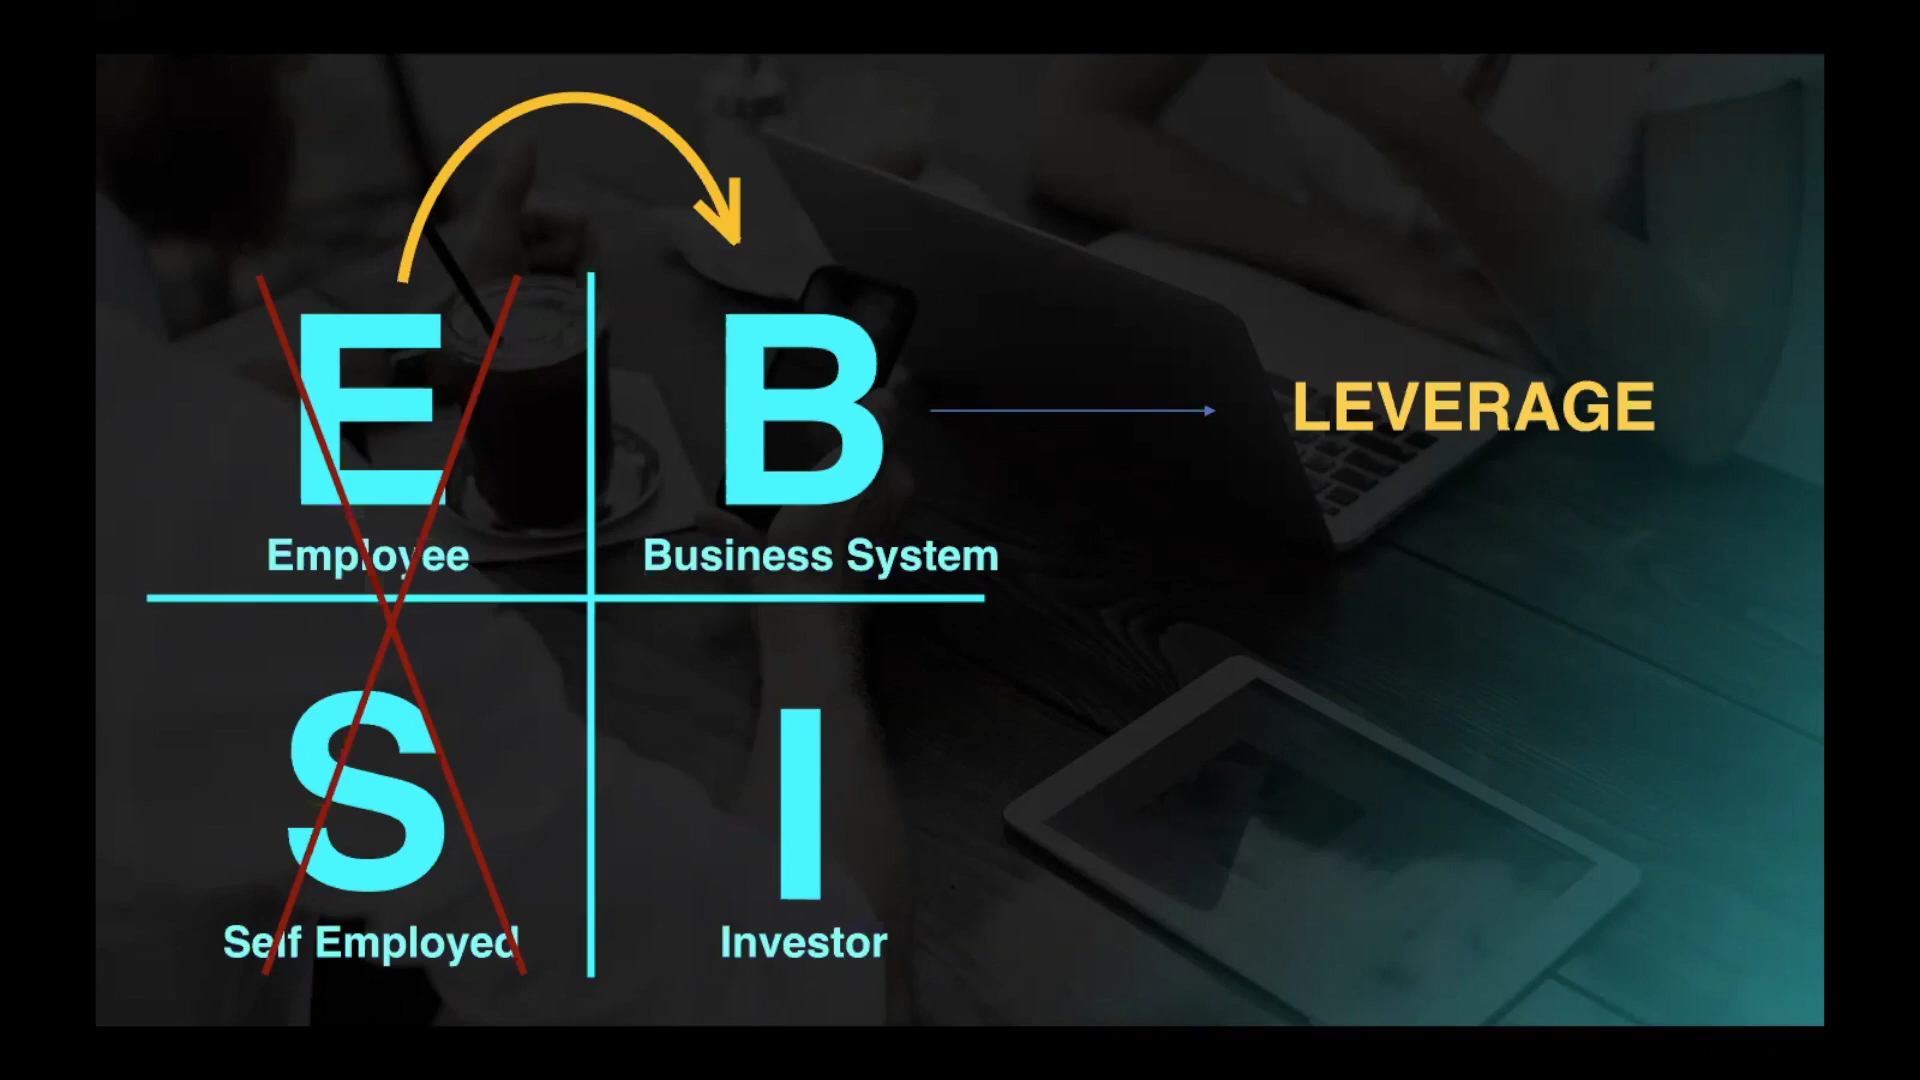 E
B
LEVERAGE
Employee
Business System
S
I
Self Employed
Investor